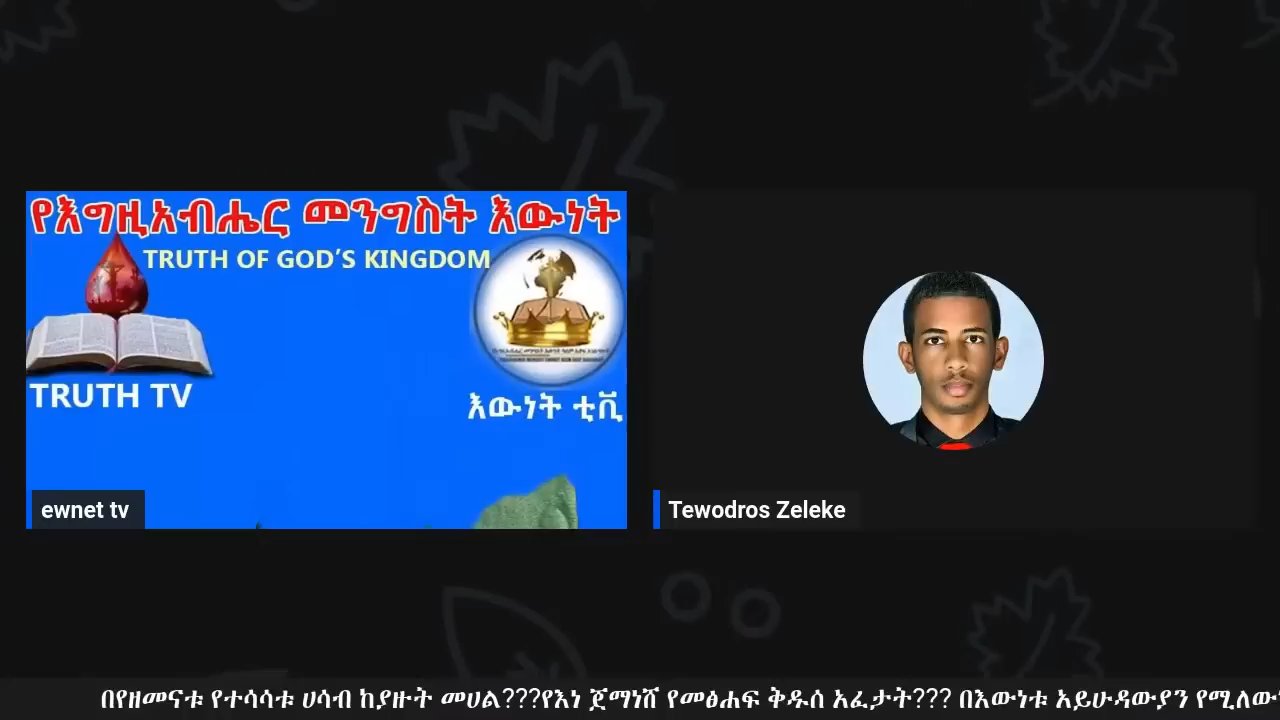 የእግዚአብሔር መንግስት እውነት
TRUTH OF GOD’S KINGDOM
TRUTH TV
እውነት ቲቪ
ewnet tv
Tewodros Zeleke
በየዘመናቱ የተሳሳቱ ሀሳብ ከያዙት መሀል???የእነ ጀማነሽ የመፅሐፍ ቅዱሰ አፈታት??? በእውነቱ አይሁዳውያን የሚለው